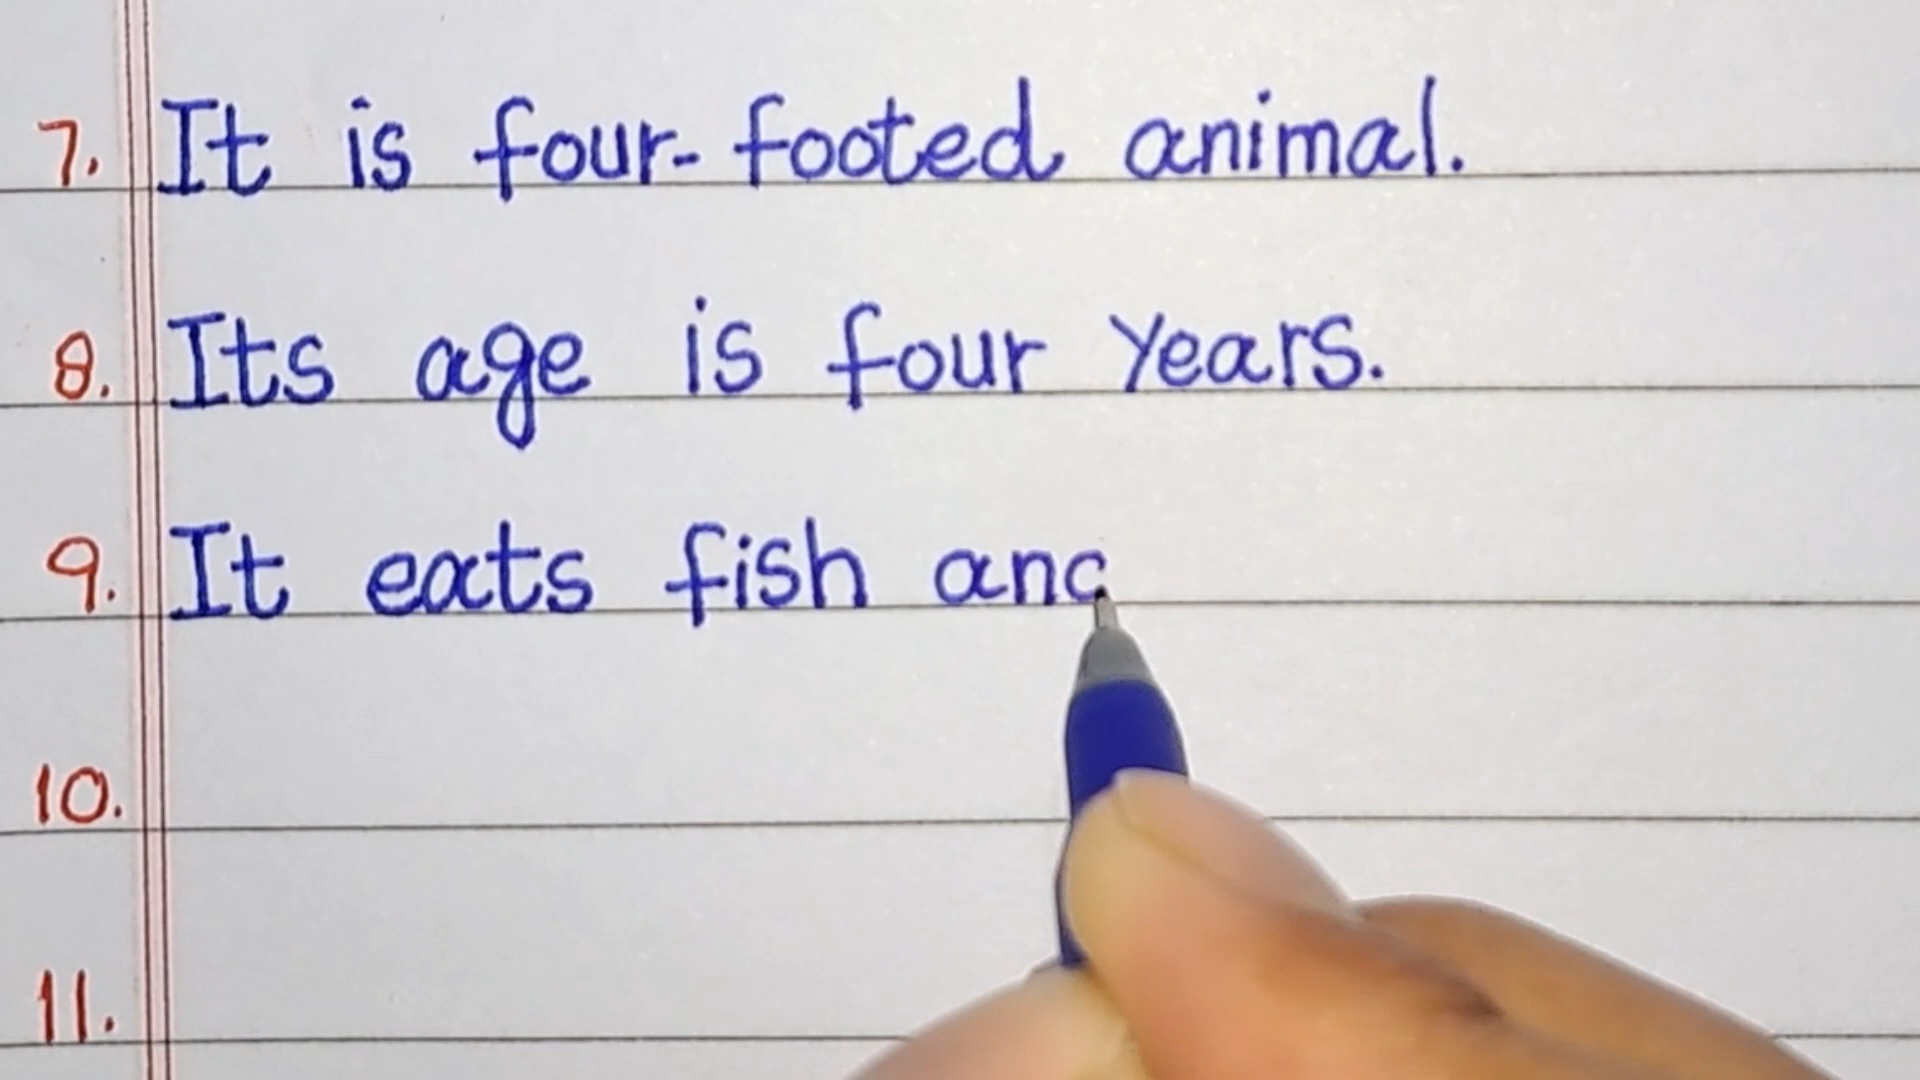 7. It is four-footed animal.
8. Its age is four years.
9. It eats fish anc
10.
11.